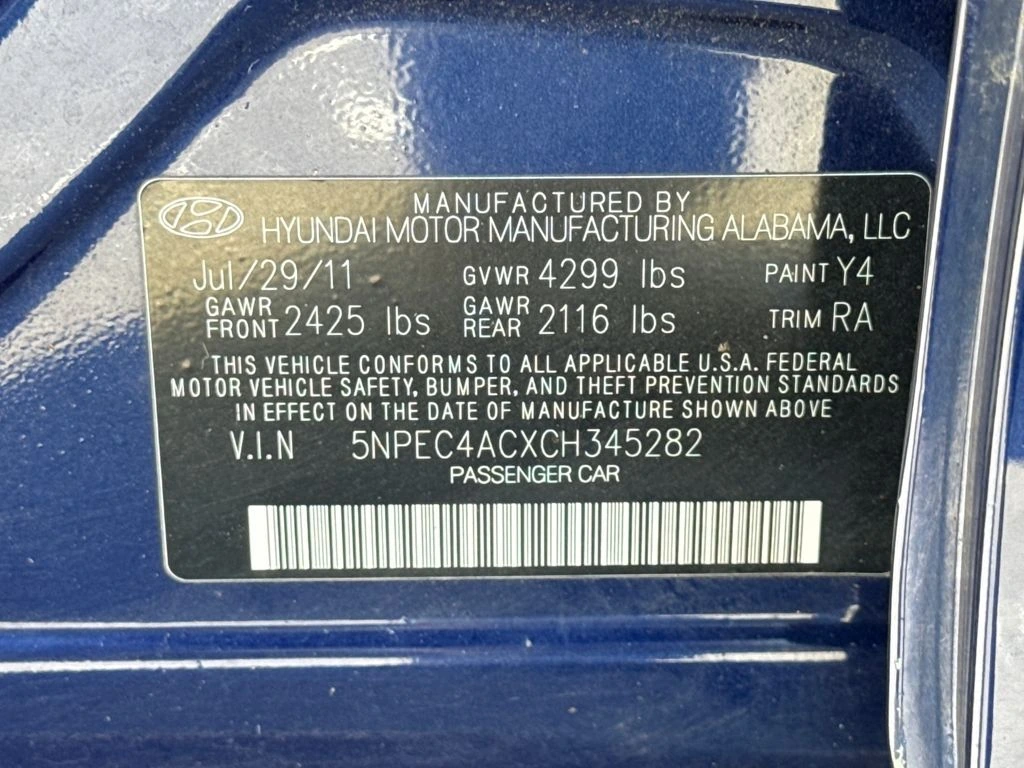 MANUFACTURED BY
HYUNDAI MOTOR MANUFACTURING ALABAMA, LLC
Jul/29/11 GVWR 4299 lbs PAINT Y4
GAWR FRONT 2425 lbs GAWR REAR 2116 lbs TRIM RA
THIS VEHICLE CONFORMS TO ALL APPLICABLE U.S.A. FEDERAL
MOTOR VEHICLE SAFETY, BUMPER, AND THEFT PREVENTION STANDARDS
IN EFFECT ON THE DATE OF MANUFACTURE SHOWN ABOVE
V.I.N 5NPEC4ACXCH345282
PASSENGER CAR